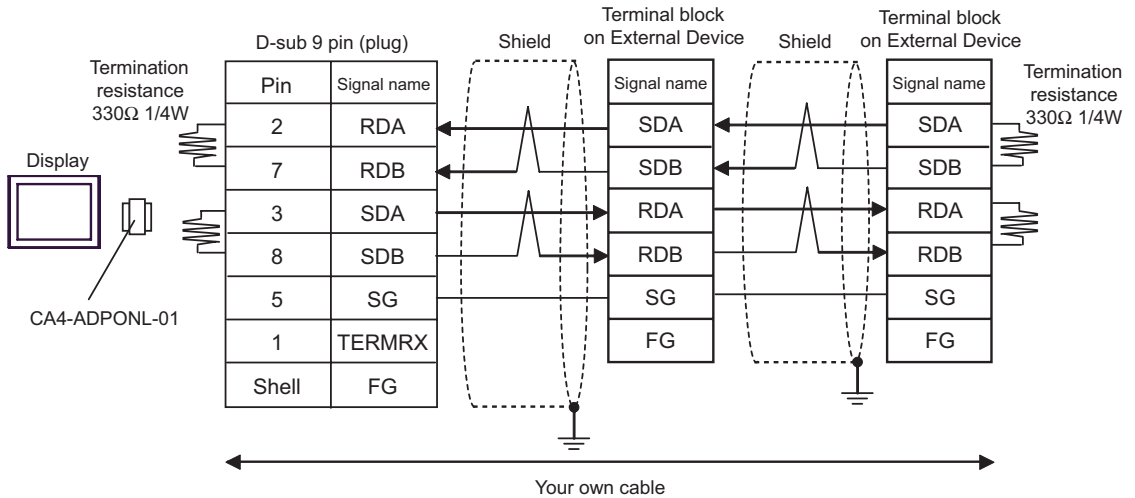 Terminal block
on External Device
Terminal block
on External Device
D-sub 9 pin (plug)
Shield
Shield
Termination
resistance
330Ω 1/4W
Termination
resistance
330Ω 1/4W
Display
CA4-ADPONL-01
Pin Signal name
2 RDA
7 RDB
3 SDA
8 SDB
5 SG
1 TERMRX
Shell FG
Signal name
SDA
SDB
RDA
RDB
SG
FG
Signal name
SDA
SDB
RDA
RDB
SG
FG
Your own cable